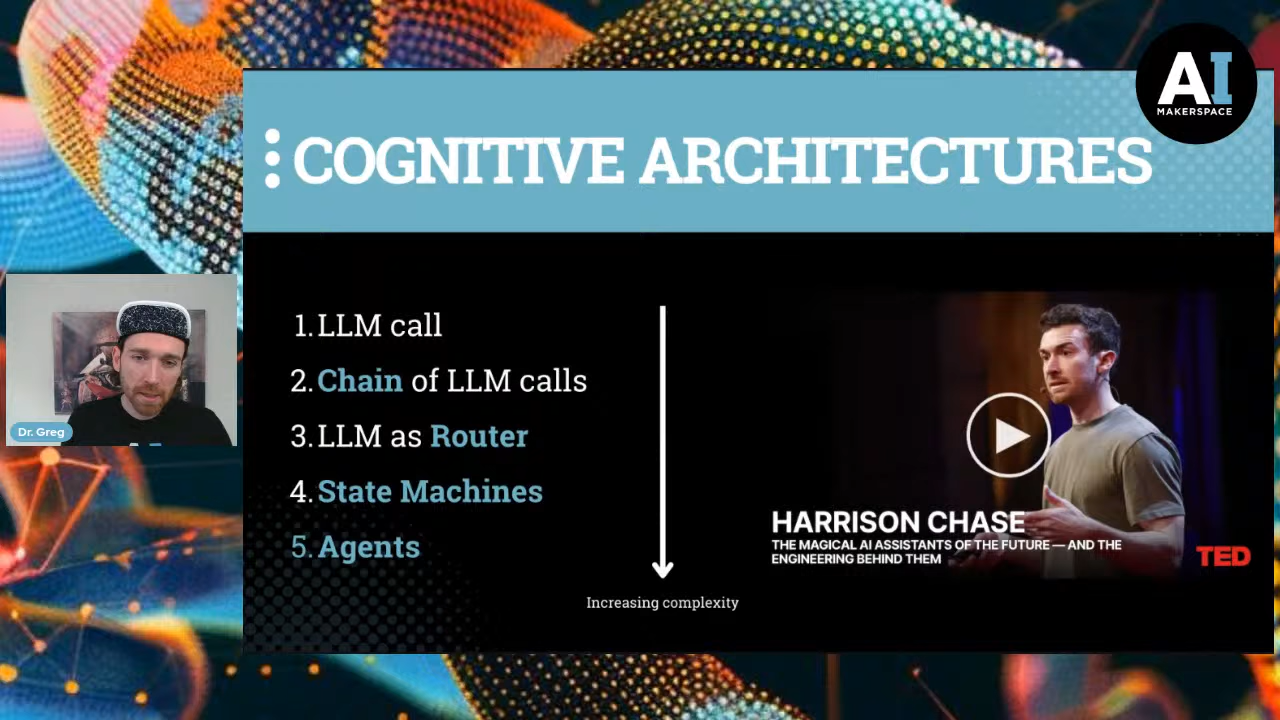 AI
MAKERSPACE
COGNITIVE ARCHITECTURES
1. LLM call
2. Chain of LLM calls
3. LLM as Router
4. State Machines
5. Agents
Increasing complexity
HARRISON CHASE
THE MAGICAL AI ASSISTANTS OF THE FUTURE — AND THE
ENGINEERING BEHIND THEM
TED
Dr. Greg